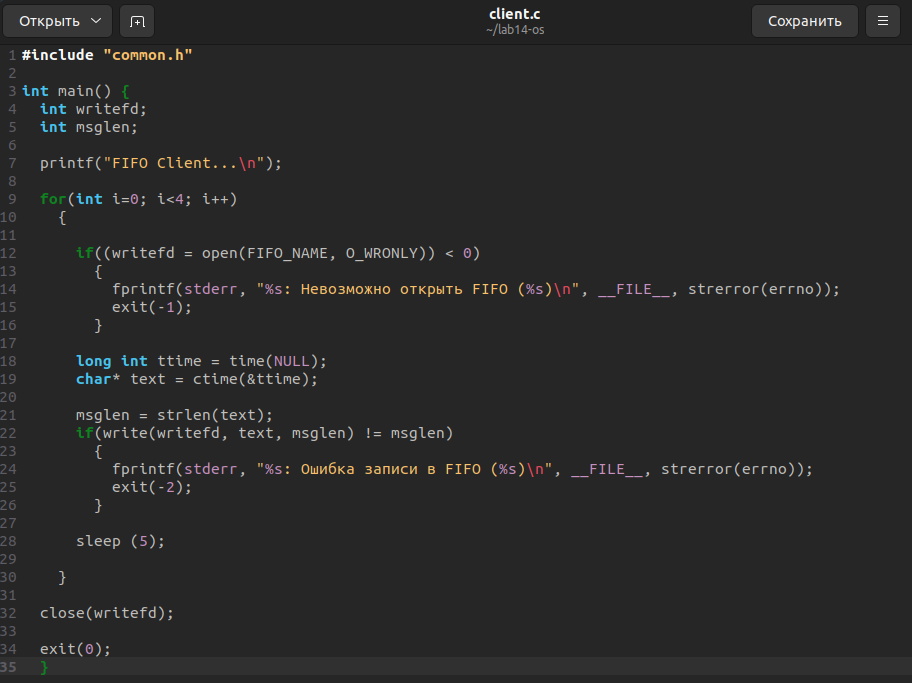 Открыть
client.c
~/lab14-os
Сохранить
1 #include "common.h"
2
3 int main() {
4   int writefd;
5   int msglen;
6
7   printf("FIFO Client...\n");
8
9   for(int i=0; i<4; i++)
10     {
11
12       if((writefd = open(FIFO_NAME, O_WRONLY)) < 0)
13         {
14           fprintf(stderr, "%s: Невозможно открыть FIFO (%s)\n", __FILE__, strerror(errno));
15           exit(-1);
16         }
17
18       long int ttime = time(NULL);
19       char* text = ctime(&ttime);
20
21       msglen = strlen(text);
22       if(write(writefd, text, msglen) != msglen)
23         {
24           fprintf(stderr, "%s: Ошибка записи в FIFO (%s)\n", __FILE__, strerror(errno));
25           exit(-2);
26         }
27
28       sleep (5);
29
30     }
31
32   close(writefd);
33
34   exit(0);
35   }